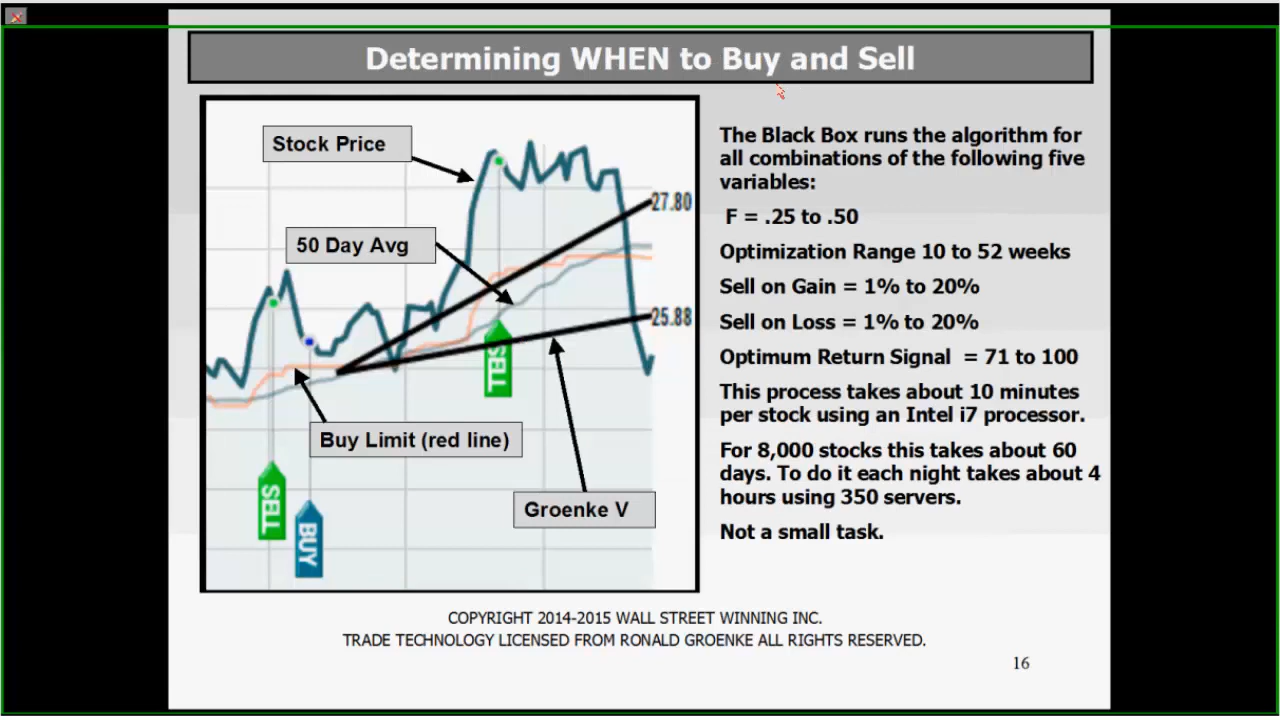 Determining WHEN to Buy and Sell
Stock Price
50 Day Avg
27.80
25.88
SELL
Buy Limit (red line)
Groenke V
SELL
BUY
The Black Box runs the algorithm for
all combinations of the following five
variables:
F = .25 to .50
Optimization Range 10 to 52 weeks
Sell on Gain = 1% to 20%
Sell on Loss = 1% to 20%
Optimum Return Signal = 71 to 100
This process takes about 10 minutes
per stock using an Intel i7 processor.
For 8,000 stocks this takes about 60
days. To do it each night takes about 4
hours using 350 servers.
Not a small task.
COPYRIGHT 2014-2015 WALL STREET WINNING INC.
TRADE TECHNOLOGY LICENSED FROM RONALD GROENKE ALL RIGHTS RESERVED.
16